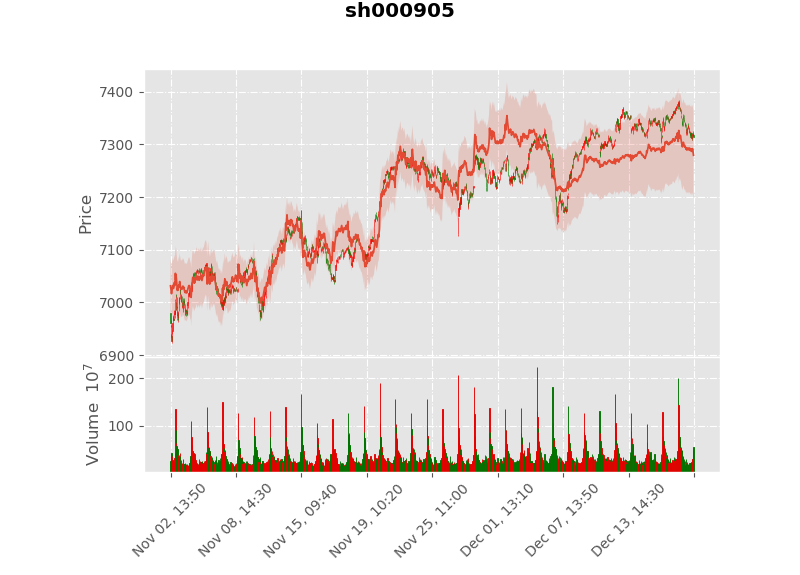 sh000905
Price
7400
7300
7200
7100
7000
6900
Volume 10^7
200
100
Nov 02, 13:50
Nov 08, 14:30
Nov 15, 09:40
Nov 19, 10:20
Nov 25, 11:00
Dec 01, 13:10
Dec 07, 13:50
Dec 13, 14:30